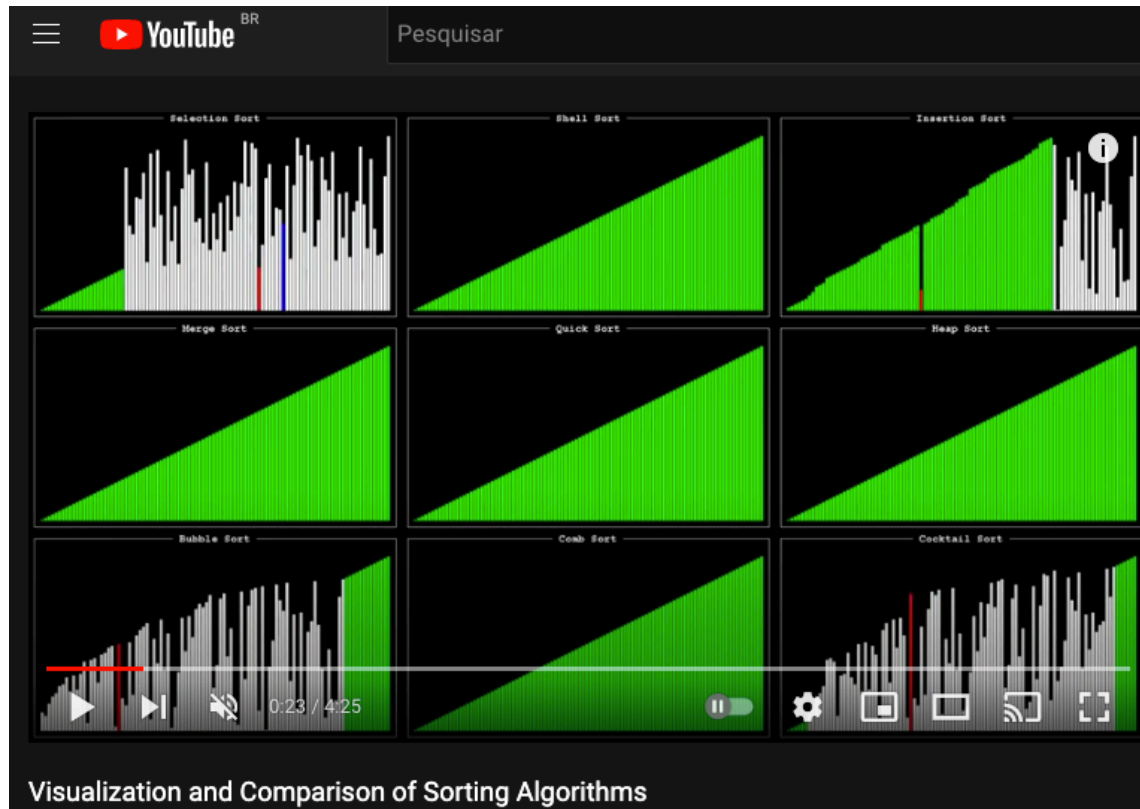 YouTube BR
Pesquisar
Selection Sort
Shell Sort
Insertion Sort
Merge Sort
Quick Sort
Heap Sort
Bubble Sort
Comb Sort
Cocktail Sort
0:23 / 4:25
Visualization and Comparison of Sorting Algorithms